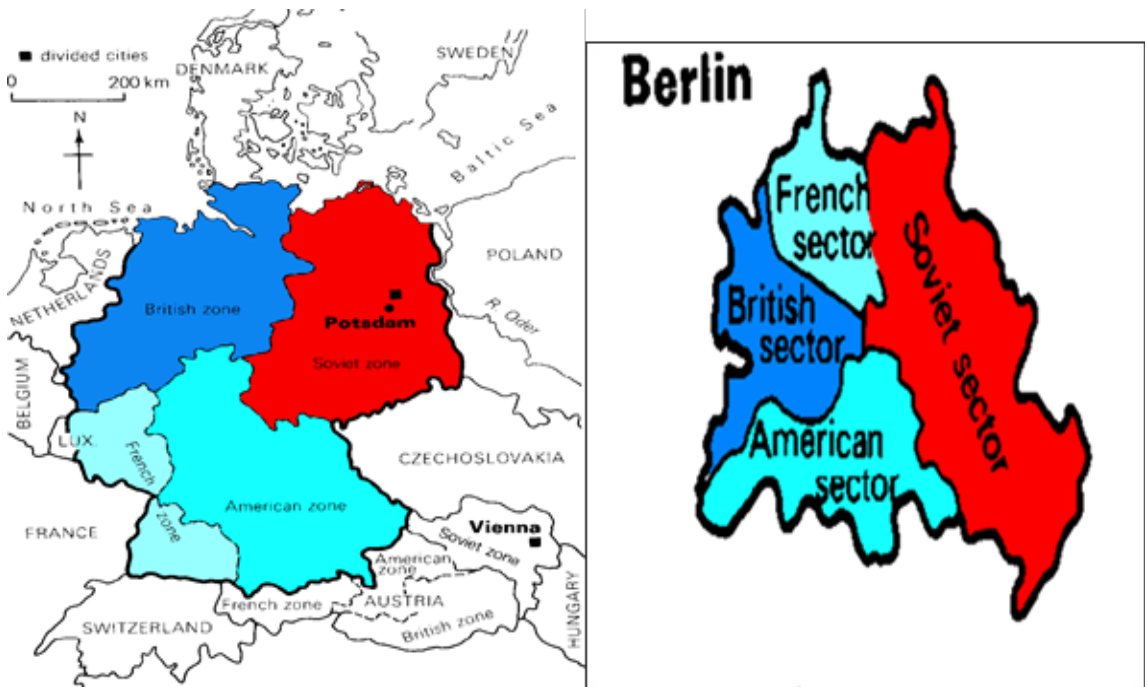 divided cities
0 200 km
N
DENMARK
SWEDEN
Baltic Sea
North Sea
NETHERLANDS
POLAND
R. Oder
British zone
Potsdam
Soviet zone
BELGIUM
LUX.
French
zone
CZECHOSLOVAKIA
American zone
FRANCE
Vienna
Soviet zone
American
zone
French zone
AUSTRIA
British zone
SWITZERLAND
HUNGARY
Berlin
French
sector
British
sector
Soviet sector
American
sector